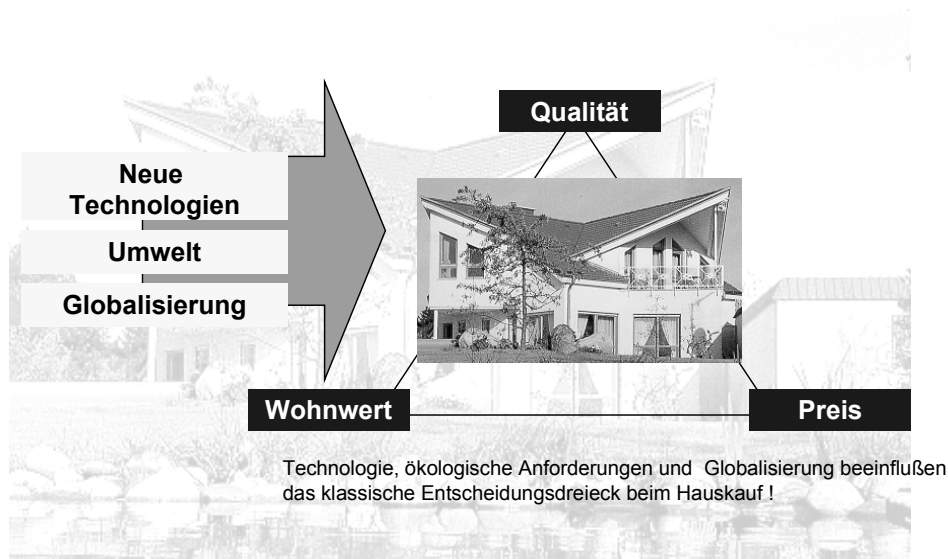 Qualität
Neue
Technologien
Umwelt
Globalisierung
Wohnwert
Preis
Technologie, ökologische Anforderungen und Globalisierung beeinflußen
das klassische Entscheidungsdreieck beim Hauskauf !